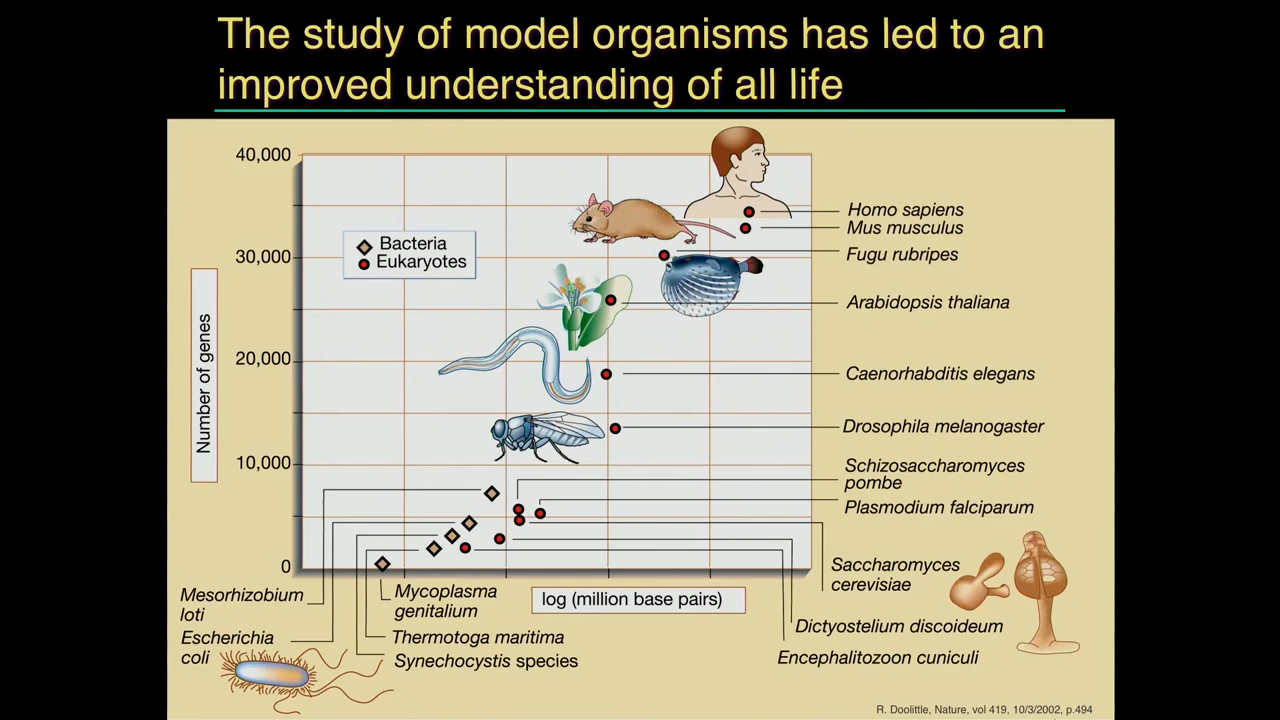 The study of model organisms has led to an
improved understanding of all life
40,000
30,000
20,000
10,000
0
Number of genes
Bacteria
Eukaryotes
Homo sapiens
Mus musculus
Fugu rubripes
Arabidopsis thaliana
Caenorhabditis elegans
Drosophila melanogaster
Schizosaccharomyces
pombe
Plasmodium falciparum
Saccharomyces
cerevisiae
Dictyostelium discoideum
Encephalitozoon cuniculi
log (million base pairs)
Mesorhizobium
loti
Escherichia
coli
Mycoplasma
genitalium
Thermotoga maritima
Synechocystis species
R. Doolittle, Nature, vol 419, 10/3/2002, p.494